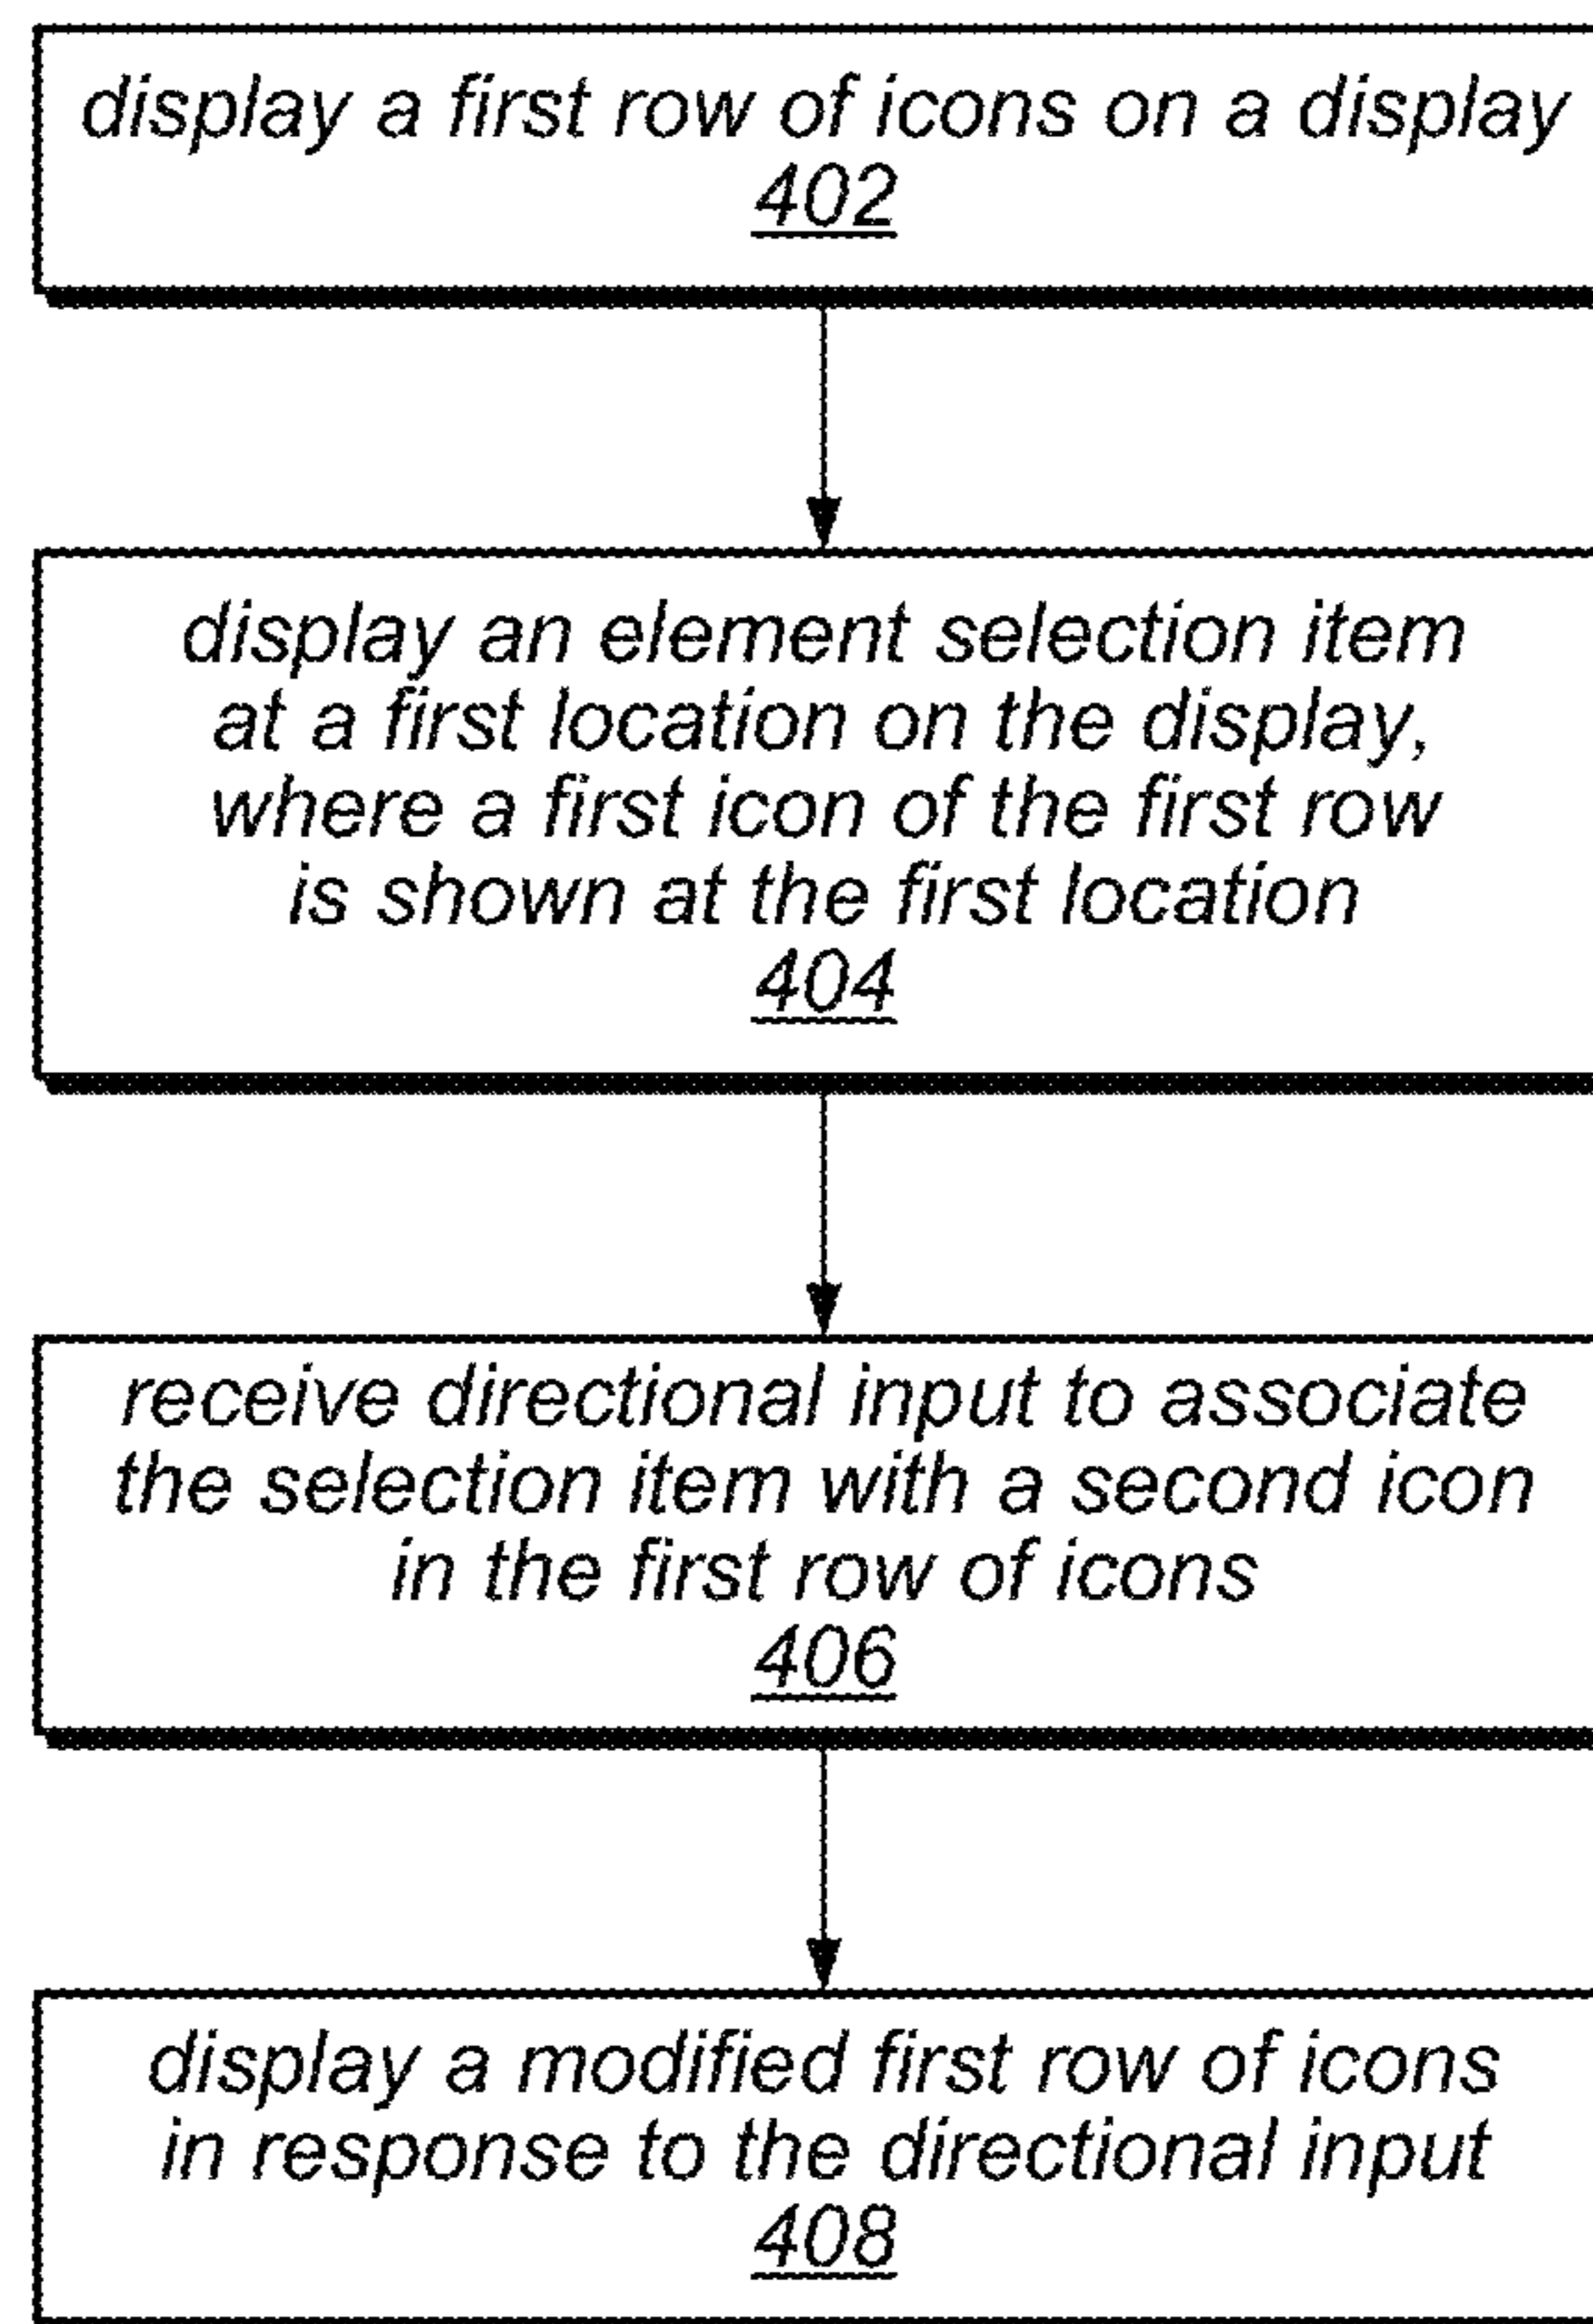 display a first row of icons on a display
402
display an element selection item
at a first location on the display,
where a first icon of the first row
is shown at the first location
404
receive directional input to associate
the selection item with a second icon
in the first row of icons
406
display a modified first row of icons
in response to the directional input
408